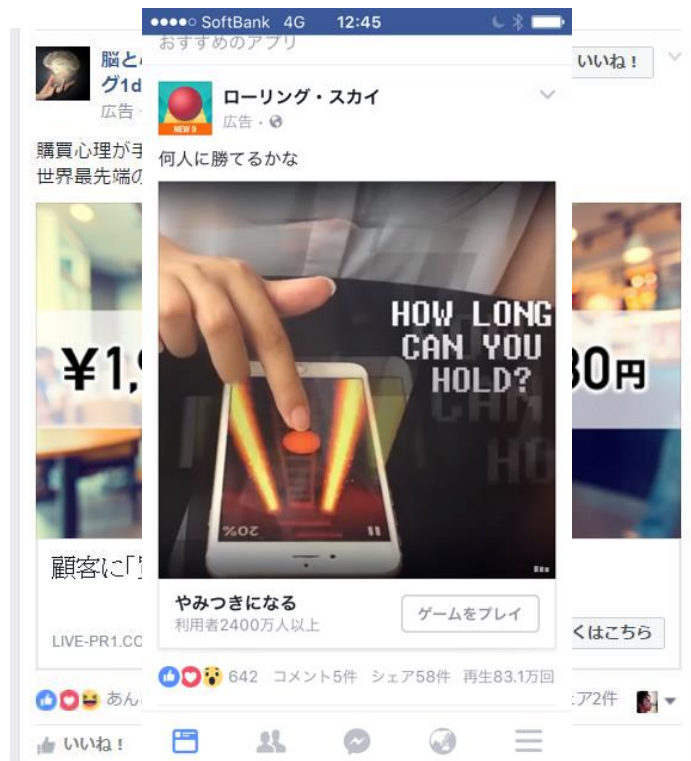 SoftBank 4G 12:45
おすすめのアプリ
ローリング・スカイ
NEW 9
広告
何人に勝てるかな
HOW LONG
CAN YOU
HOLD?
20%
やみつきになる
利用者2400万人以上
ゲームをプレイ
642 コメント5件 シェア58件 再生83.1万回
脳と
グ1d
広告
いいね!
購買心理が手
世界最先端の
¥1,
80円
顧客に「
LIVE-PR1.CO
くはこちら
あん
ェア2件
いいね!